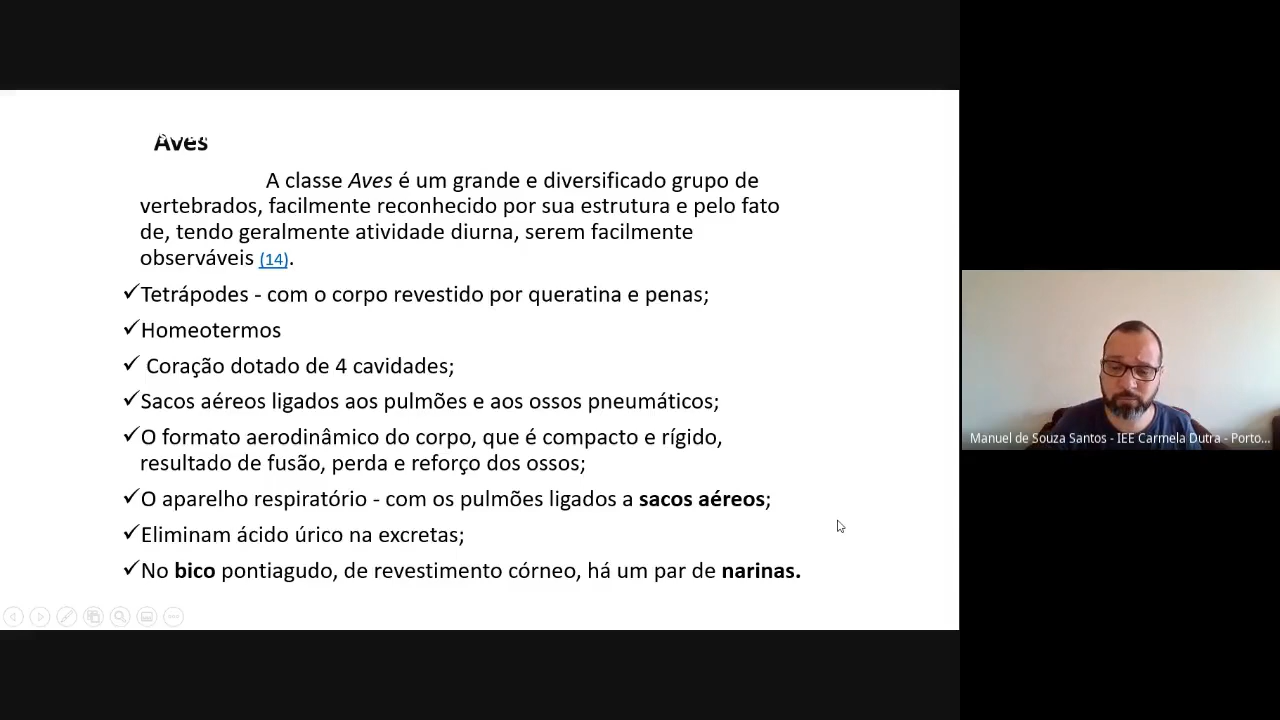 Aves
A classe Aves é um grande e diversificado grupo de
vertebrados, facilmente reconhecido por sua estrutura e pelo fato
de, tendo geralmente atividade diurna, serem facilmente
observáveis (14).
✓Tetrápodes - com o corpo revestido por queratina e penas;
✓Homeotermos
✓ Coração dotado de 4 cavidades;
✓Sacos aéreos ligados aos pulmões e aos ossos pneumáticos;
✓O formato aerodinâmico do corpo, que é compacto e rígido,
resultado de fusão, perda e reforço dos ossos;
✓O aparelho respiratório - com os pulmões ligados a sacos aéreos;
✓Eliminam ácido úrico na excretas;
✓No bico pontiagudo, de revestimento córneo, há um par de narinas.
Manuel de Souza Santos - IEE Carmela Dutra - Porto...